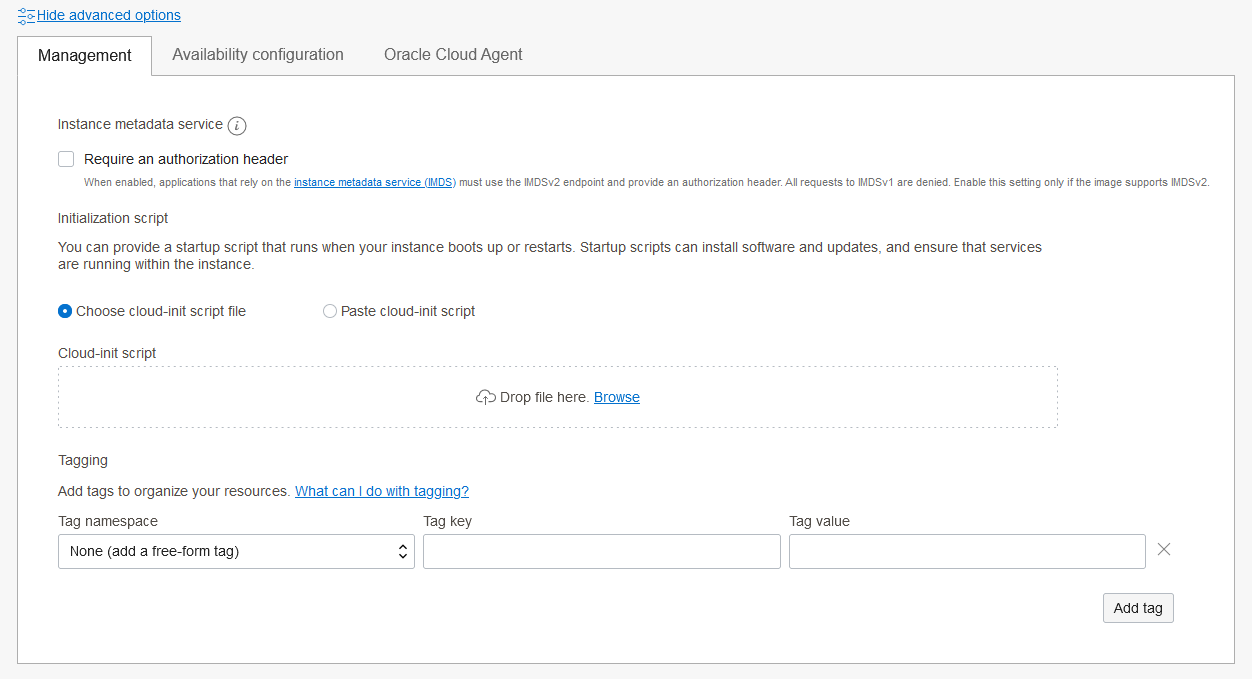 Hide advanced options
Management Availability configuration Oracle Cloud Agent
Instance metadata service i
Require an authorization header
When enabled, applications that rely on the instance metadata service (IMDS) must use the IMDSv2 endpoint and provide an authorization header. All requests to IMDSv1 are denied. Enable this setting only if the image supports IMDSv2.
Initialization script
You can provide a startup script that runs when your instance boots up or restarts. Startup scripts can install software and updates, and ensure that services
are running within the instance.
Choose cloud-init script file Paste cloud-init script
Cloud-init script
Drop file here. Browse
Tagging
Add tags to organize your resources. What can I do with tagging?
Tag namespace Tag key Tag value
None (add a free-form tag)
Add tag